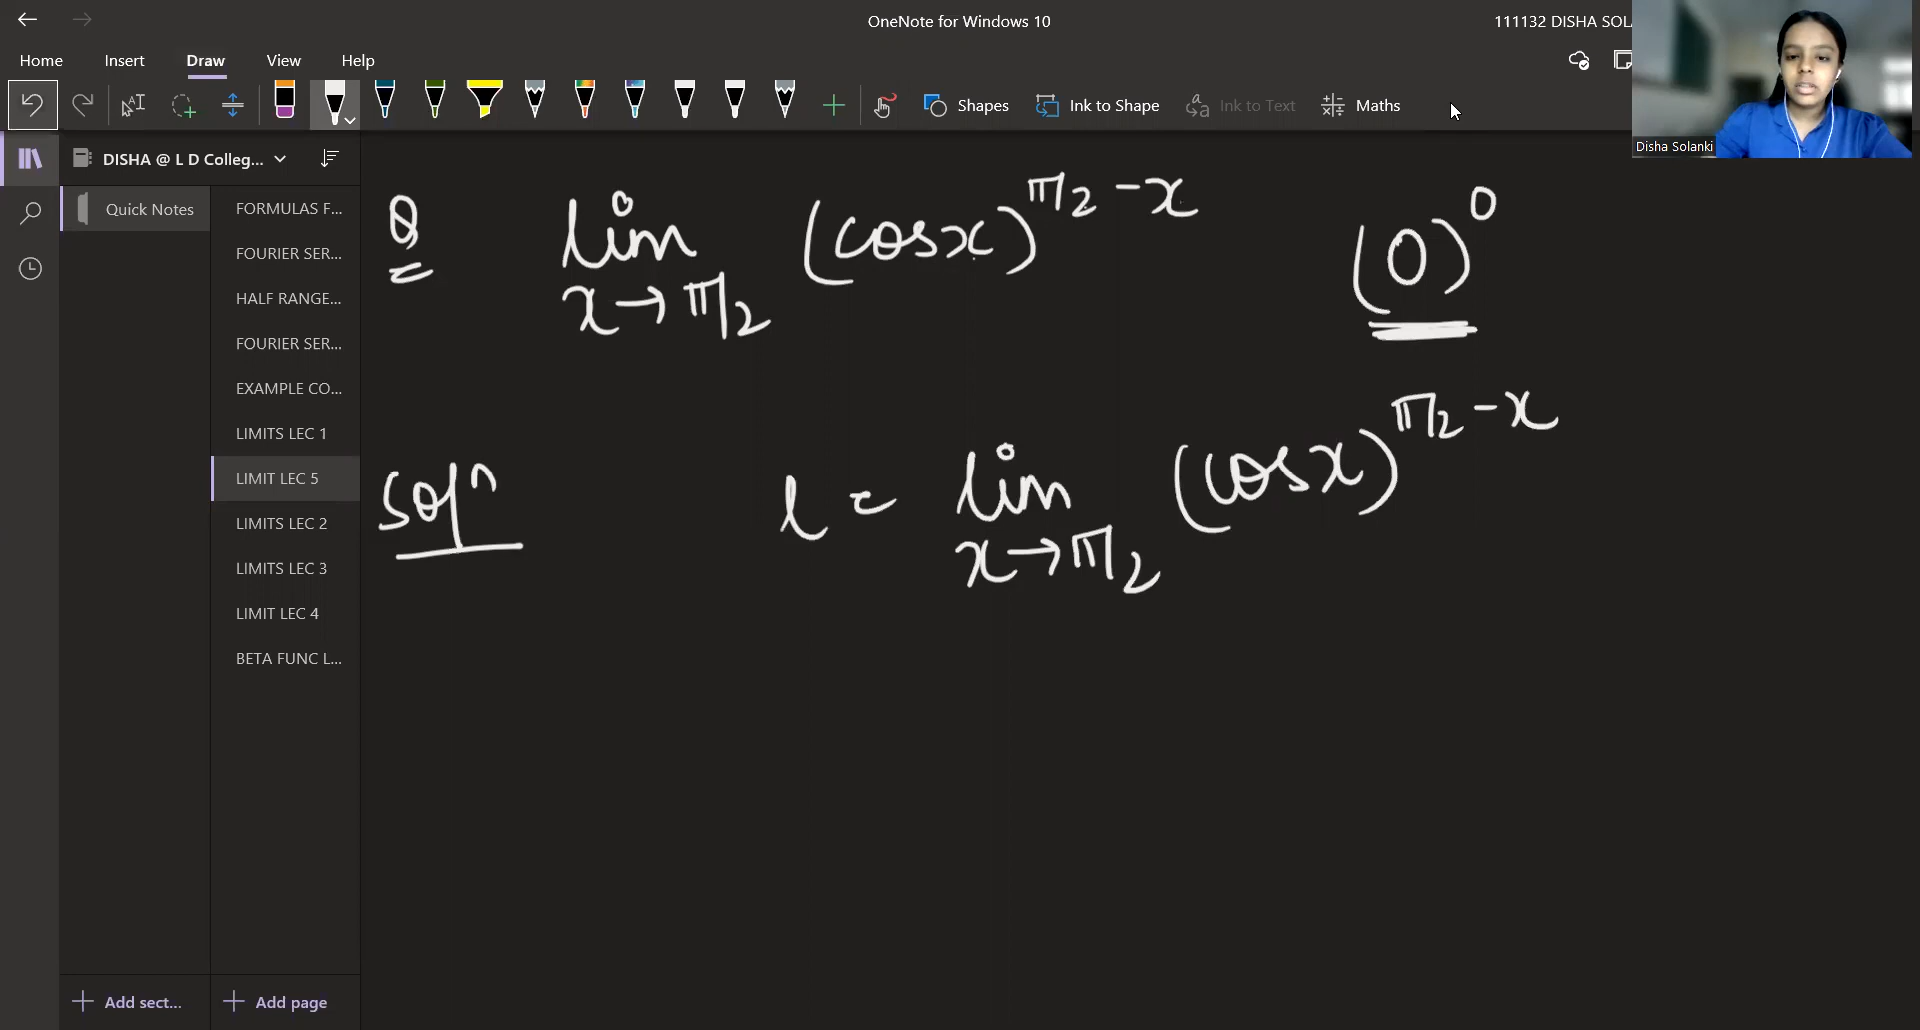 OneNote for Windows 10
111132 DISHA SOLA
Home Insert Draw View Help
Shapes Ink to Shape Ink to Text Maths
Disha Solanki
DISHA @ L D Colleg...
Quick Notes
FORMULAS F...
FOURIER SER...
HALF RANGE...
FOURIER SER...
EXAMPLE CO...
LIMITS LEC 1
LIMIT LEC 5
LIMITS LEC 2
LIMITS LEC 3
LIMIT LEC 4
BETA FUNC L...
Add sect...
Add page
Q lim x→π/2 (cosx)^π/2 -x (0)^0
Sol^n l = lim x→π/2 (cosx)^π/2 -x